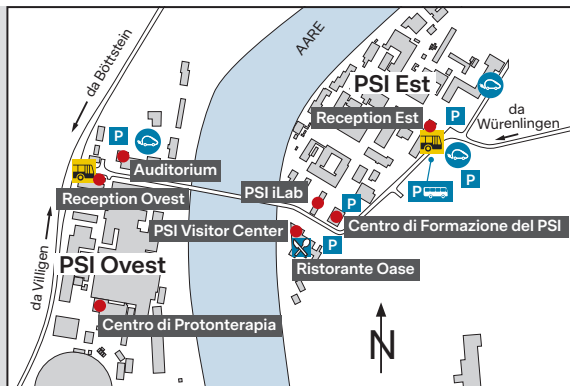 da Böttstein
AARE
PSI Est
P
P
Reception Est
P
da
Würenlingen
Auditorium
P
P
Reception Ovest
PSI iLab
P
Centro di Formazione del PSI
PSI Visitor Center
P
Ristorante Oase
PSI Ovest
da Villigen
Centro di Protonterapia
N